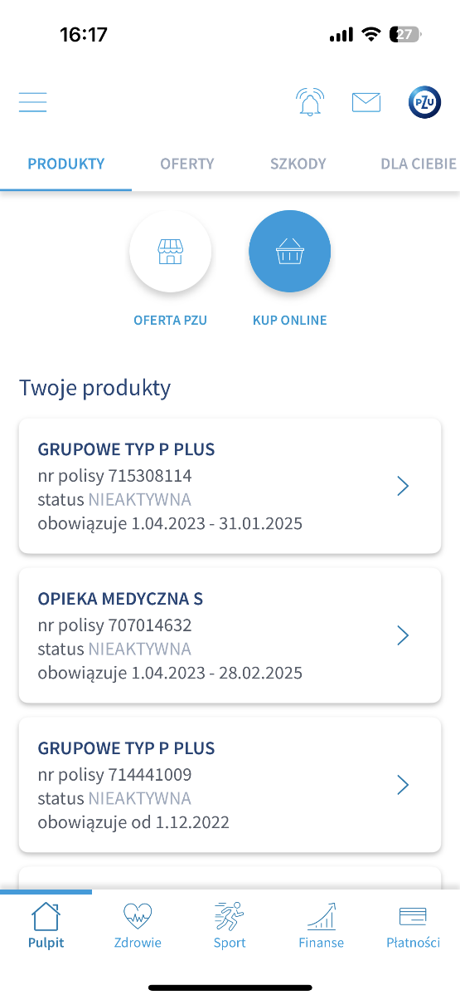 16:17
27
PZU
PRODUKTY
OFERTY
SZKODY
DLA CIEBIE
OFERTA PZU
KUP ONLINE
Twoje produkty
GRUPOWE TYP P PLUS
nr polisy 715308114
status NIEAKTYWNA
obowiązuje 1.04.2023 - 31.01.2025
OPIEKA MEDYCZNA S
nr polisy 707014632
status NIEAKTYWNA
obowiązuje 1.04.2023 - 28.02.2025
GRUPOWE TYP P PLUS
nr polisy 714441009
status NIEAKTYWNA
obowiązuje od 1.12.2022
Pulpit
Zdrowie
Sport
Finanse
Płatności